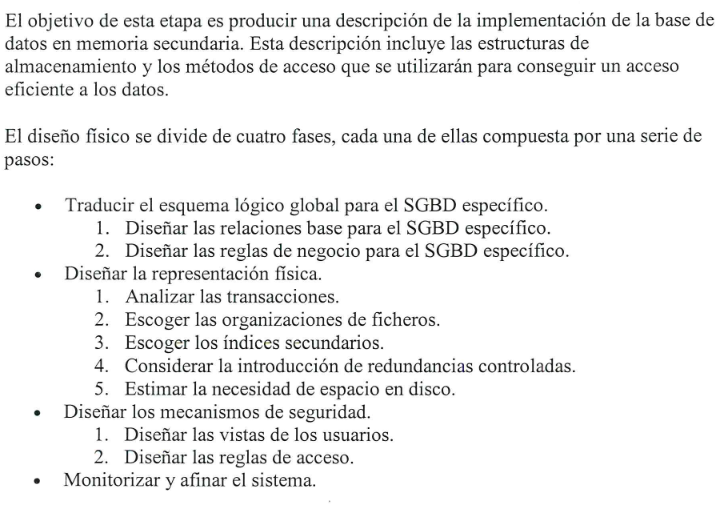 El objetivo de esta etapa es producir una descripción de la implementación de la base de
datos en memoria secundaria. Esta descripción incluye las estructuras de
almacenamiento y los métodos de acceso que se utilizarán para conseguir un acceso
eficiente a los datos.
El diseño físico se divide de cuatro fases, cada una de ellas compuesta por una serie de
pasos:
• Traducir el esquema lógico global para el SGBD específico.
1. Diseñar las relaciones base para el SGBD específico.
2. Diseñar las reglas de negocio para el SGBD específico.
• Diseñar la representación física.
1. Analizar las transacciones.
2. Escoger las organizaciones de ficheros.
3. Escoger los índices secundarios.
4. Considerar la introducción de redundancias controladas.
5. Estimar la necesidad de espacio en disco.
• Diseñar los mecanismos de seguridad.
1. Diseñar las vistas de los usuarios.
2. Diseñar las reglas de acceso.
• Monitorizar y afinar el sistema.